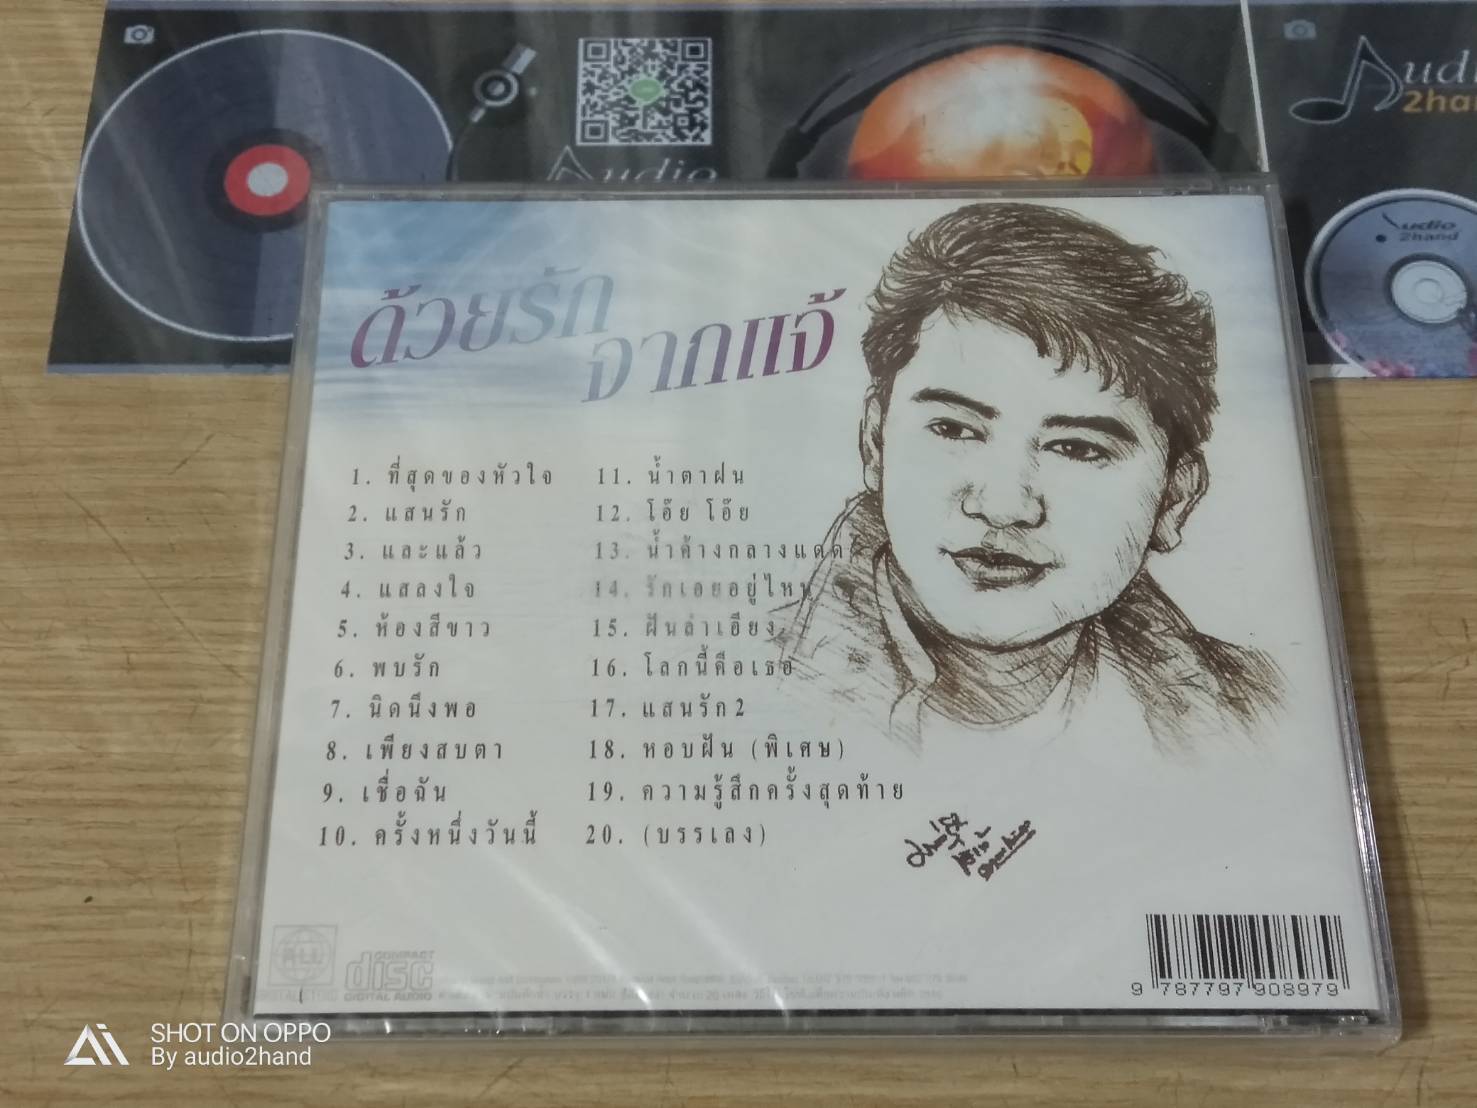 Audio
Audio
2hand
Audio
2hand
ด้วยรัก
จากแจ้
1. ที่สุดของหัวใจ
2. แสนรัก
3. และแล้ว
4. แสลงใจ
5. ห้องสีขาว
6. พบรัก
7. นิดนึงพอ
8. เพียงสบตา
9. เชื่อฉัน
10. ครั้งหนึ่งวันนี้
11. น้ำตาฝน
12. โอ๊ย โอ๊ย
13. น้ำค้างกลางแดด
14. รักเอยอยู่ไหน
15. ฝันลำเอียง
16. โลกนี้คือเธอ
17. แสนรัก 2
18. หอบฝัน (พิเศษ)
19. ความรู้สึกครั้งสุดท้าย
20. (บรรเลง)
COMPACT
disc
DIGITAL AUDIO
9 787797 908979
SHOT ON OPPO
By audio2hand